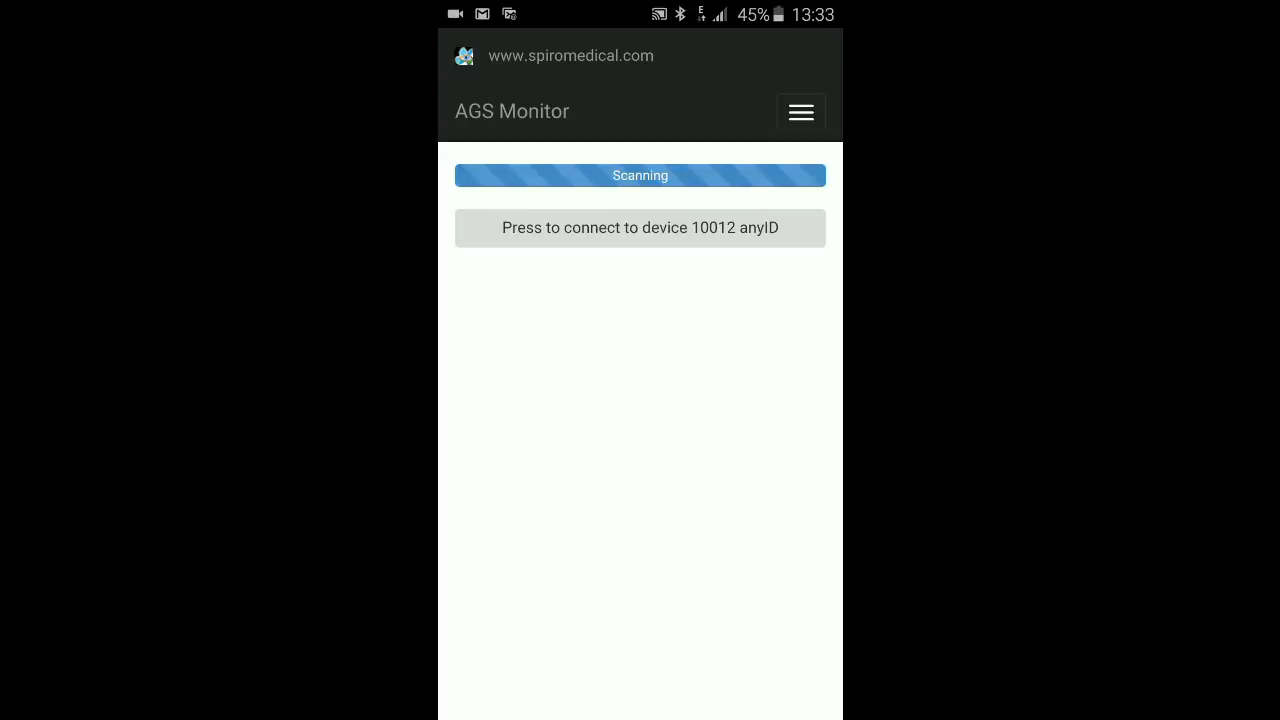 E 45% 13:33
www.spiromedical.com
AGS Monitor
Scanning
Press to connect to device 10012 anyID